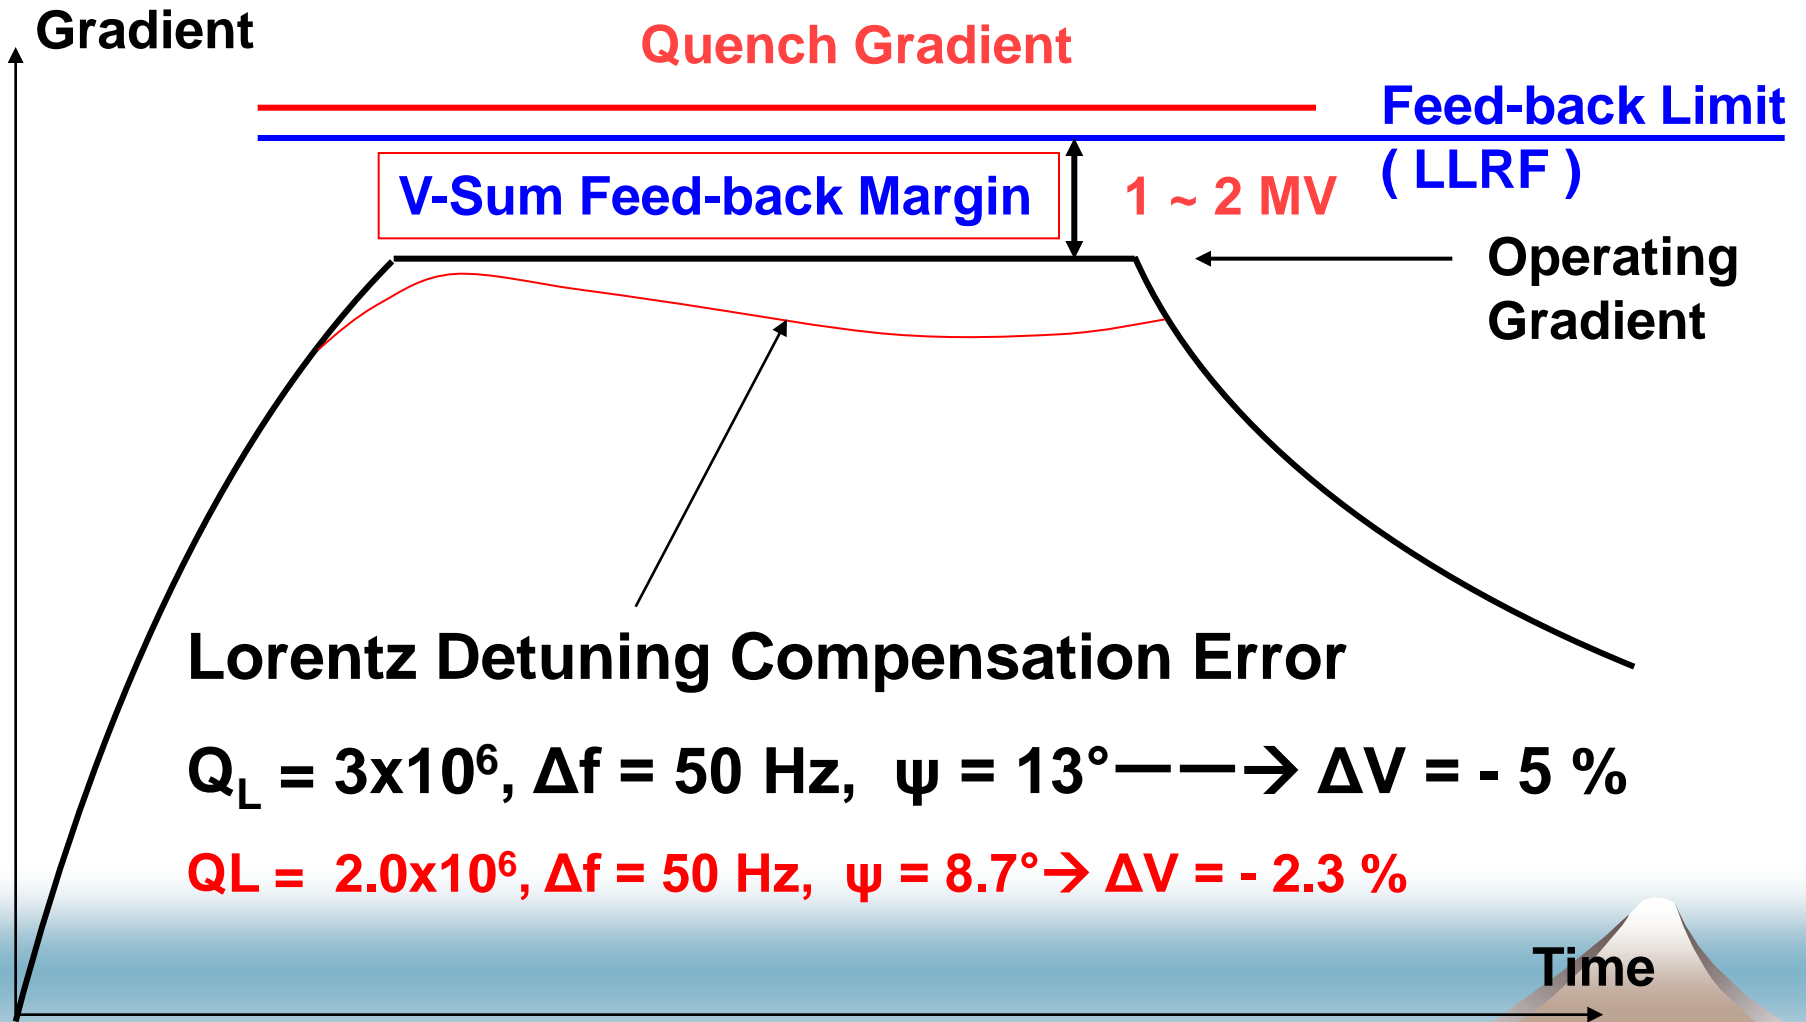 Gradient
Quench Gradient
Feed-back Limit
( LLRF )
V-Sum Feed-back Margin
1 ~ 2 MV
Operating
Gradient
Lorentz Detuning Compensation Error
Q_L = 3x10⁶, Δf = 50 Hz, ψ = 13°——→ ΔV = - 5 %
QL = 2.0x10⁶, Δf = 50 Hz, ψ = 8.7°→ ΔV = - 2.3 %
Time